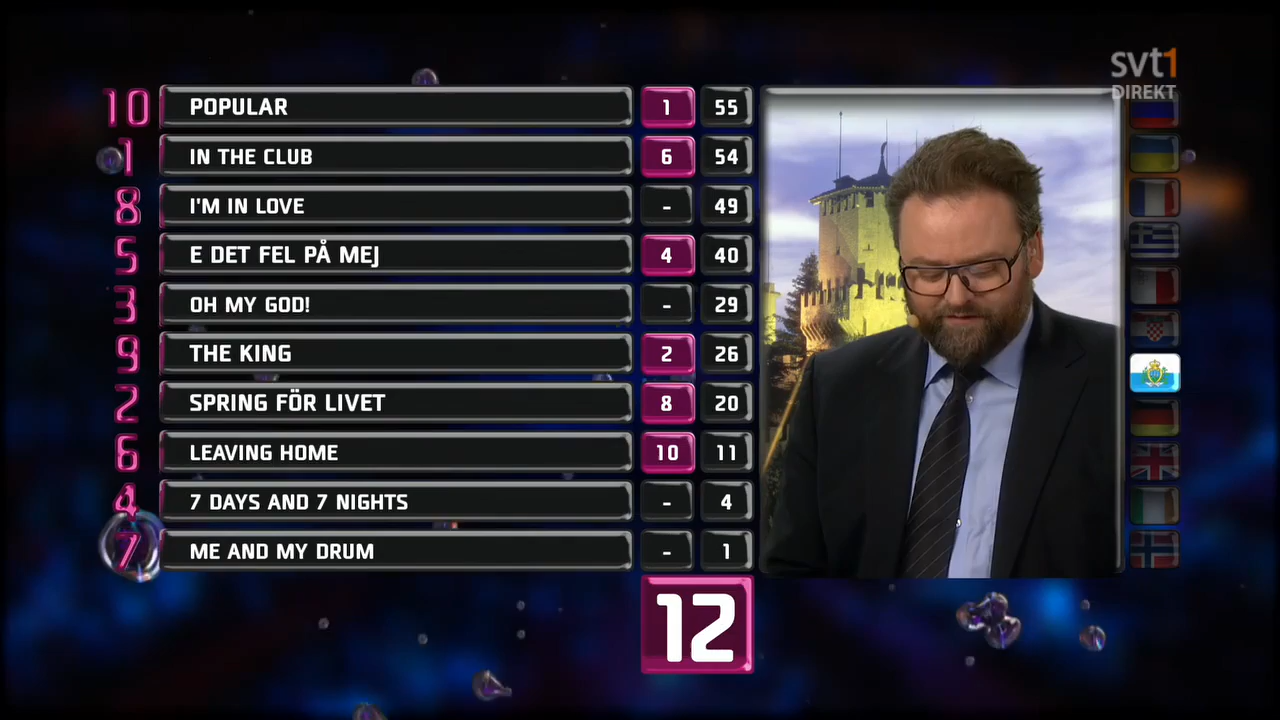 svt1
DIREKT
10 POPULAR 1 55
1 IN THE CLUB 6 54
8 I'M IN LOVE - 49
5 E DET FEL PÅ MEJ 4 40
3 OH MY GOD! - 29
9 THE KING 2 26
2 SPRING FÖR LIVET 8 20
6 LEAVING HOME 10 11
4 7 DAYS AND 7 NIGHTS - 4
7 ME AND MY DRUM - 1
12